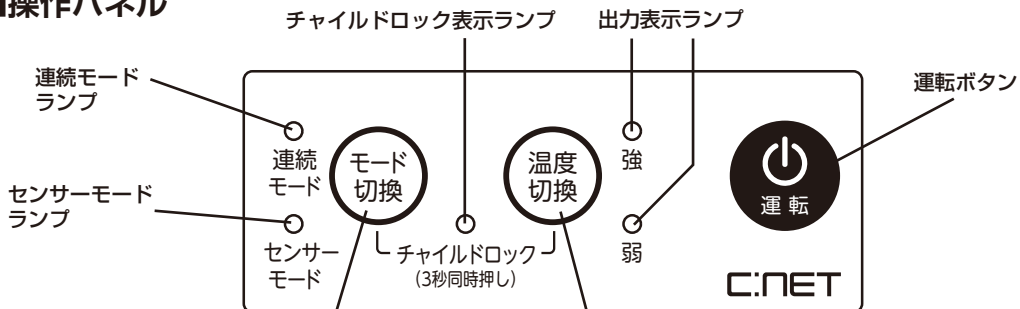 操作パネル
チャイルドロック表示ランプ
出力表示ランプ
連続モード
ランプ
運転ボタン
センサーモード
ランプ
連続
モード
モード
切換
温度
切換
強
運転
センサー
モード
チャイルドロック
(3秒同時押し)
弱
C:NET